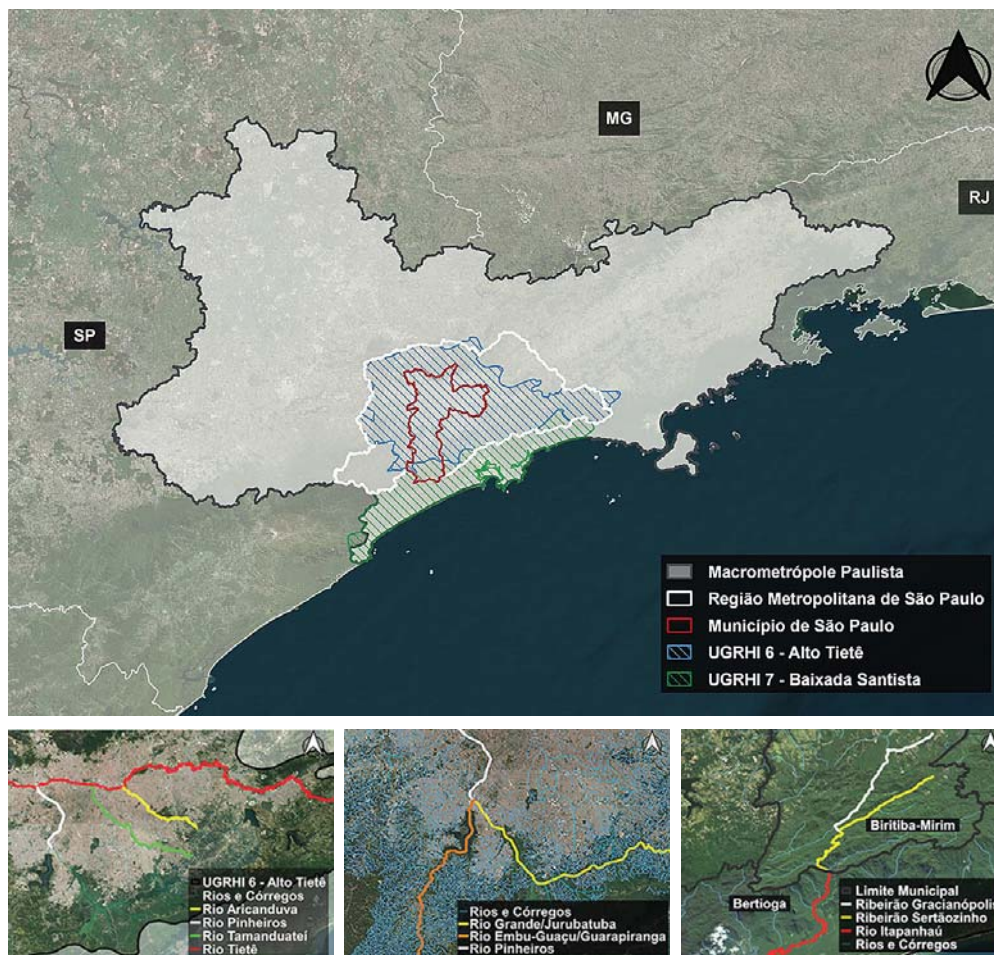 MG
RJ
SP
Macrometrópole Paulista
Região Metropolitana de São Paulo
Município de São Paulo
UGRHI 6 - Alto Tietê
UGRHI 7 - Baixada Santista
UGRHI 6 - Alto Tietê
Rios e Córregos
Rio Aricanduva
Rio Pinheiros
Rio Tamanduateí
Rio Tietê
Rios e Córregos
Rio Grande/Jurubatuba
Rio Embu-Guaçu/Guarapiranga
Rio Pinheiros
Biritiba-Mirim
Bertioga
Limite Municipal
Ribeirão Gracianópolis
Ribeirão Sertãozinho
Rio Itapanhaú
Rios e Córregos